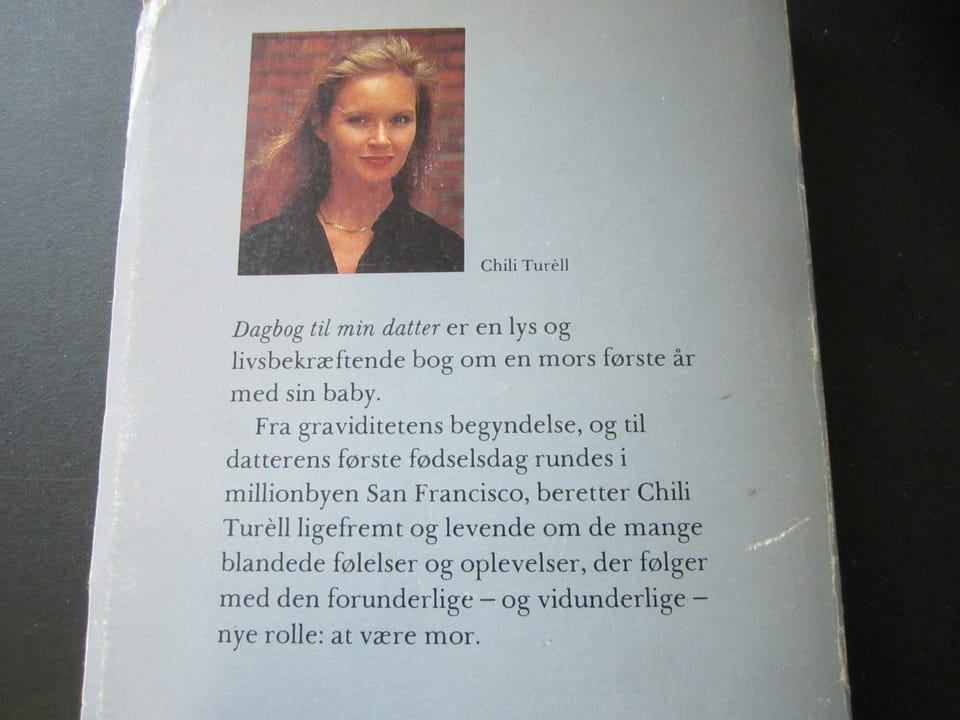 Chili Turèll
Dagbog til min datter er en lys og
livsbekræftende bog om en mors første år
med sin baby.
Fra graviditetens begyndelse, og til
datterens første fødselsdag rundes i
millionbyen San Francisco, beretter Chili
Turèll ligefremt og levende om de mange
blandede følelser og oplevelser, der følger
med den forunderlige – og vidunderlige –
nye rolle: at være mor.